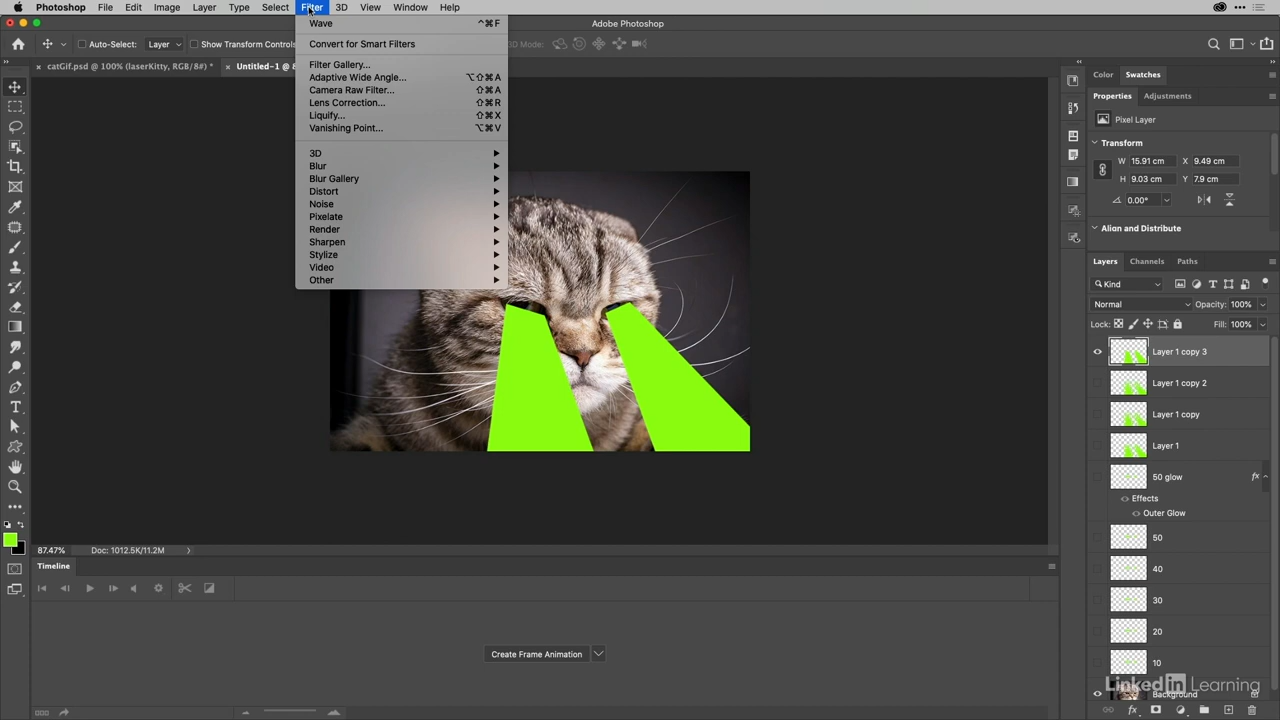 Photoshop File Edit Image Layer Type Select Filter 3D View Window Help
Adobe Photoshop
Auto-Select: Layer Show Transform Controls 3D Mode:
catGif.psd @ 100% (laserKitty, RGB/8#) *
Untitled-1 @ 8
Wave ^⌘F
Convert for Smart Filters
Filter Gallery...
Adaptive Wide Angle... ⌥⇧⌘A
Camera Raw Filter... ⇧⌘A
Lens Correction... ⇧⌘R
Liquify... ⇧⌘X
Vanishing Point... ⌥⌘V
3D
Blur
Blur Gallery
Distort
Noise
Pixelate
Render
Sharpen
Stylize
Video
Other
87.47% Doc: 1012.5K/11.2M
Timeline
Create Frame Animation
Color Swatches
Properties Adjustments
Pixel Layer
Transform
W 15.91 cm X 9.49 cm
H 9.03 cm Y 7.9 cm
0.00°
Align and Distribute
Layers Channels Paths
Kind
Normal Opacity: 100%
Lock: Fill: 100%
Layer 1 copy 3
Layer 1 copy 2
Layer 1 copy
Layer 1
50 glow fx
Effects
Outer Glow
50
40
30
20
10
LinkedIn Learning
Background